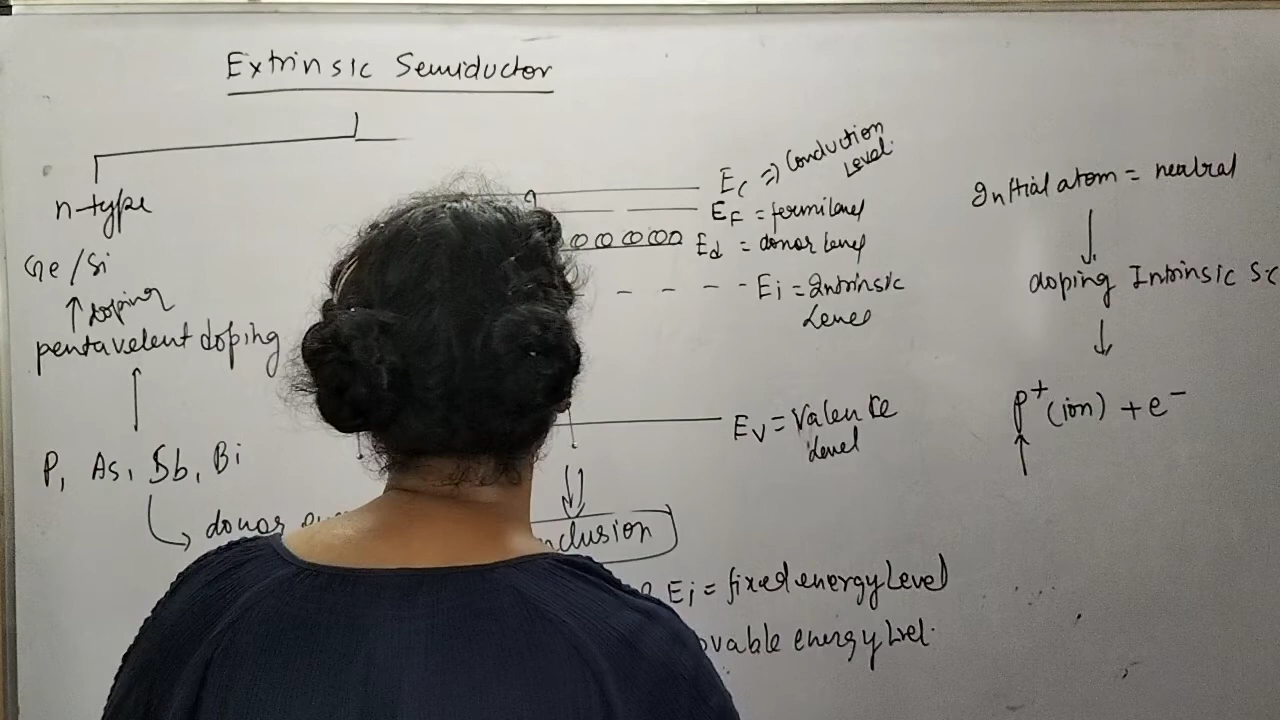 Extrinsic Semiductor
n-type
Ge/Si
doping
pentavelent doping
P, As, Sb, Bi
donar
Ec => Conduction
Level.
EF = fermilevel
Ed = donar level
Ei = Intrinsic
Level
Ev = Valence
Level
nclusion
Ei = fixed energy Level
ovable energy Lvel.
Initial atom = neutral
doping Intrinsic Sc
P+ (ion) + e-